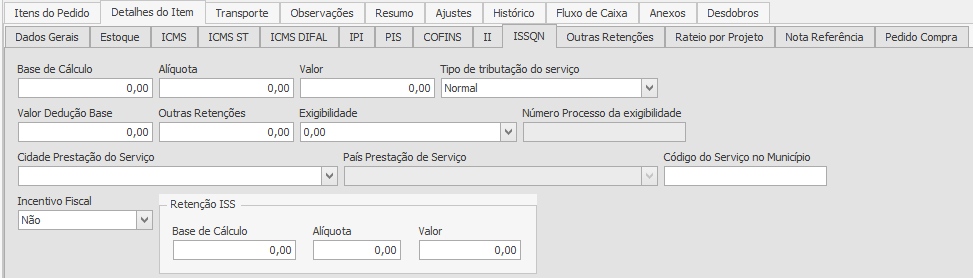 Itens do Pedido Detalhes do Item Transporte Observações Resumo Ajustes Histórico Fluxo de Caixa Anexos Desdobros
Dados Gerais Estoque ICMS ICMS ST ICMS DIFAL IPI PIS COFINS II ISSQN Outras Retenções Rateio por Projeto Nota Referência Pedido Compra
Base de Cálculo Alíquota Valor Tipo de tributação do serviço
0,00 0,00 0,00 Normal
Valor Dedução Base Outras Retenções Exigibilidade Número Processo da exigibilidade
0,00 0,00 0,00
Cidade Prestação do Serviço País Prestação de Serviço Código do Serviço no Município
Incentivo Fiscal Retenção ISS
Não
Base de Cálculo Alíquota Valor
0,00 0,00 0,00